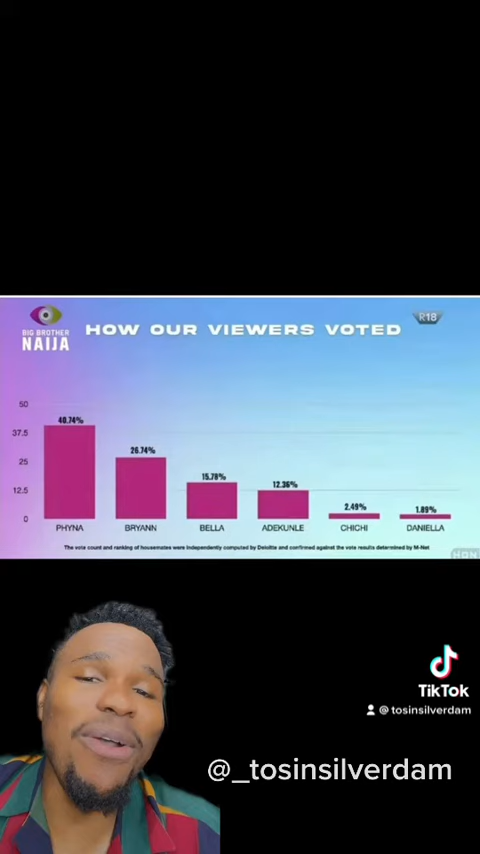 BIG BROTHER
NAIJA
HOW OUR VIEWERS VOTED
R18
50
37.5
25
12.5
0
40.74%
26.74%
15.78%
12.36%
2.49%
1.89%
PHYNA
BRYANN
BELLA
ADEKUNLE
CHICHI
DANIELLA
The vote count and ranking of housemates were independently computed by Deloitte and confirmed against the vote results determined by M-Net
TikTok
@tosinsilverdam
@_tosinsilverdam